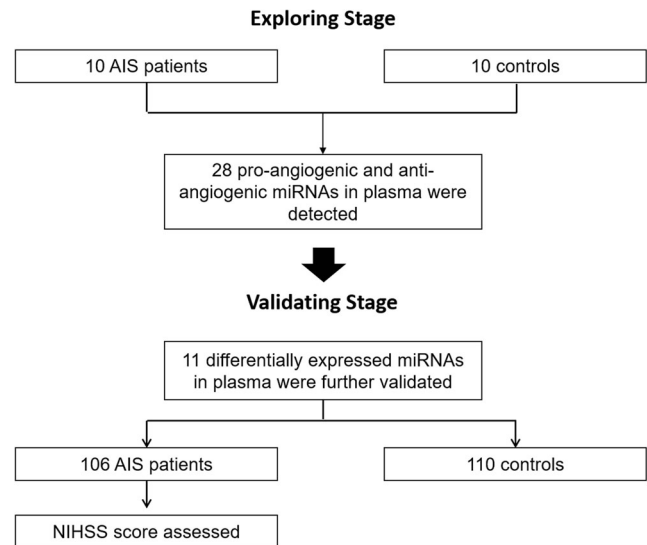 Exploring Stage
10 AIS patients
10 controls
28 pro-angiogenic and anti-
angiogenic miRNAs in plasma were
detected
Validating Stage
11 differentially expressed miRNAs
in plasma were further validated
106 AIS patients
110 controls
NIHSS score assessed